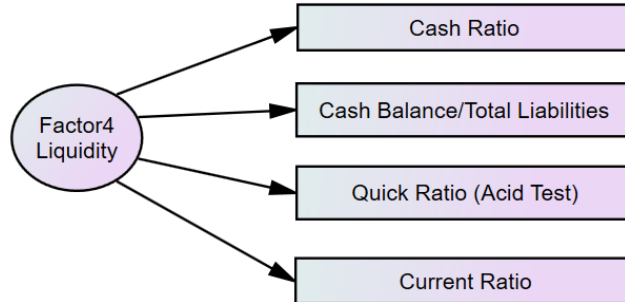 Cash Ratio
Cash Balance/Total Liabilities
Factor4
Liquidity
Quick Ratio (Acid Test)
Current Ratio